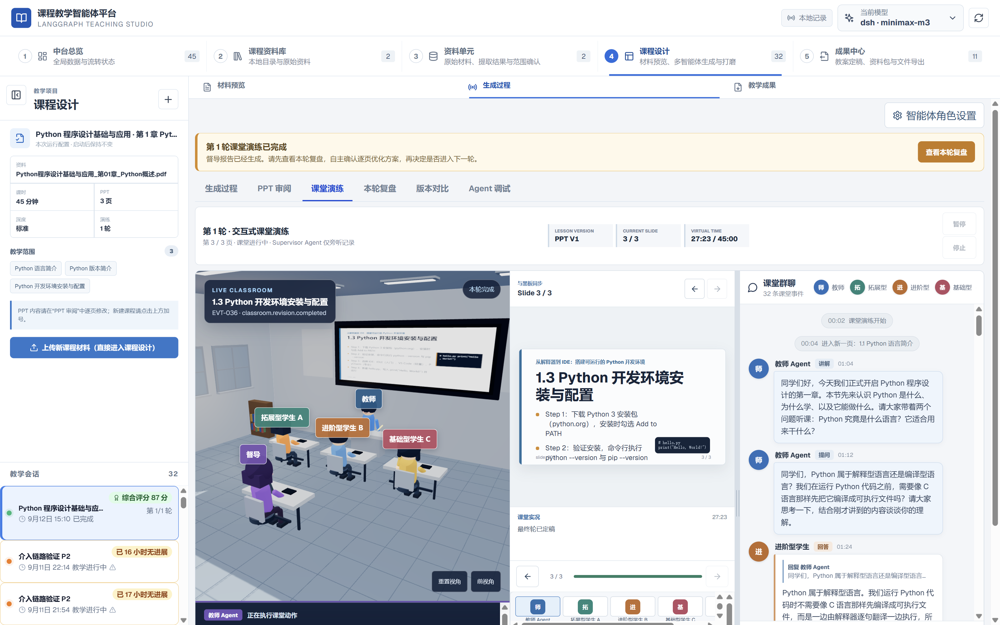 课程教学智能体平台
LANGGRAPH TEACHING STUDIO
本地记录
当前模型
dsh · minimax-m3
1
中台总览
全局数据与流转状态
45
2
课程资料库
本地目录与原始资料
2
3
资料单元
原始材料、提取结果与范围确认
2
4
课程设计
材料预览、多智能体生成与打磨
32
5
成果中心
教案定稿、资料包与文件导出
11
教学项目
课程设计
Python 程序设计基础与应用 · 第 1 章 Pyt...
本次运行配置 · 启动后保持不变
资料
Python程序设计基础与应用_第01章_Python概述.pdf
课时
45 分钟
PPT
3 页
深度
标准
演练
1 轮
教学范围
3
Python 语言简介
Python 版本简介
Python 开发环境安装与配置
PPT 内容请在“PPT 审阅”中逐页修改；新建课程请点击上方加
号。
上传新课程材料（直接进入课程设计）
教学会话
32
综合评分 87 分
Python 程序设计基础与应...
第 1/1 轮
9月12日 15:10 已完成
已 16 小时无进展
介入链路验证 P2
9月11日 22:14 教学进行中
已 17 小时无进展
介入链路验证 P2
9月11日 21:54 教学进行中
材料预览
生成过程
教学成果
智能体角色设置
第 1 轮课堂演练已完成
督导报告已经生成。请先查看本轮复盘，自主确认逐页优化方案，再决定是否进入下一轮。
查看本轮复盘
生成过程
PPT 审阅
课堂演练
本轮复盘
版本对比
Agent 调试
第 1 轮 · 交互式课堂演练
第 3 / 3 页 · 课堂进行中 · Supervisor Agent 仅旁听记录
LESSON VERSION
PPT V1
CURRENT SLIDE
3 / 3
VIRTUAL TIME
27:23 / 45:00
暂停
停止
LIVE CLASSROOM
1.3 Python 开发环境安装与配置
EVT-036 · classroom.revision.completed
本轮完成
从解释器到 IDE：搭建可运行的 Python 开发环境
1.3 Python 开发环境安装与配置
# hello.py print("Hello
, World!")
教师
拓展型学生 A
进阶型学生 B
基础型学生 C
督导
重置视角
前视角
教师 Agent
正在执行课堂动作
与黑板同步
Slide 3 / 3
从解释器到 IDE：搭建可运行的 Python 开发环境
1.3 Python 开发环境安
装与配置
Step 1：下载 Python 3 安装包
（python.org），安装时勾选 Add to
PATH
Step 2：验证安装，命令行执行
python --version 与 pip --version
# hello.py
print("Hello, World!")
3 / 3
课堂实况
27:23
最终轮已定稿
3 / 3
师
教师 Agent
拓
拓展型学生 A
进
进阶型学生 B
基
基础型学生 C
课堂群聊
32 条课堂事件
师
教师
拓
拓展型
进
进阶型
基
基础型
00:02 课堂演练开始
00:04 进入新一页：1.1 Python 语言简介
师
教师 Agent
讲解
01:04
同学们好，今天我们正式开启 Python 程序设
计的第一章。本节先来认识 Python 是什么、
为什么学、以及它能做什么。请大家带着两个
问题听课：Python 究竟是什么语言？它适合用
来干什么？
师
教师 Agent
提问
01:12
同学们，Python 属于解释型语言还是编译型语
言？我们在运行 Python 代码之前，需要像 C
语言那样先把它编译成可执行文件吗？请大家
思考一下，结合刚才讲到的内容谈谈你的理
解。
进
进阶型学生
回答
01:24
回复 教师 Agent
同学们，Python 属于解释型语言还是编译型语言...
Python 属于解释型语言。我们运行 Python 代
码时不需要像 C 语言那样先编译成可执行文
件，而是一边由解释器逐句翻译一边执行，所